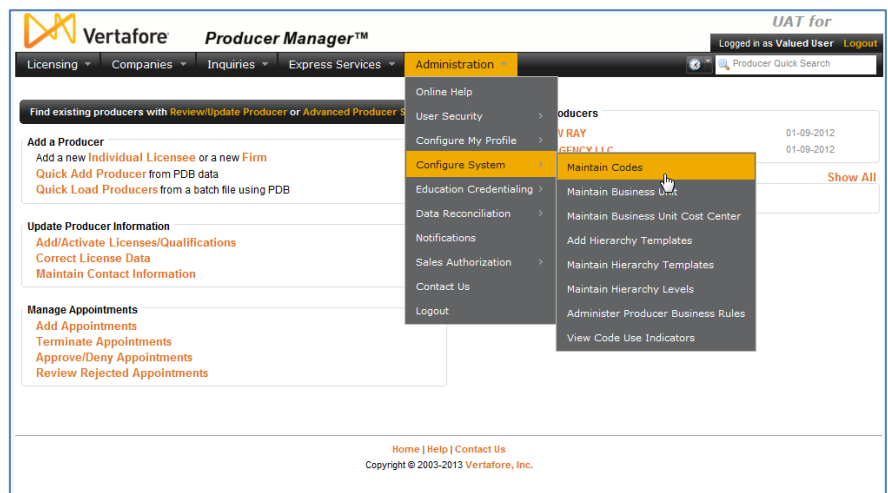 UAT for
Vertafore Producer Manager™
Logged in as Valued User Logout
Licensing Companies Inquiries Express Services Administration
Producer Quick Search
Find existing producers with Review/Update Producer or Advanced Producer S
Add a Producer
Add a new Individual Licensee or a new Firm
Quick Add Producer from PDB data
Quick Load Producers from a batch file using PDB
Update Producer Information
Add/Activate Licenses/Qualifications
Correct License Data
Maintain Contact Information
Manage Appointments
Add Appointments
Terminate Appointments
Approve/Deny Appointments
Review Rejected Appointments
Online Help
User Security
Configure My Profile
Configure System
Education Credentialing
Data Reconciliation
Notifications
Sales Authorization
Contact Us
Logout
Maintain Codes
Maintain Business Unit
Maintain Business Unit Cost Center
Add Hierarchy Templates
Maintain Hierarchy Templates
Maintain Hierarchy Levels
Administer Producer Business Rules
View Code Use Indicators
oducers
RAY 01-09-2012
GENCY LLC 01-09-2012
Show All
Home | Help | Contact Us
Copyright © 2003-2013 Vertafore, Inc.